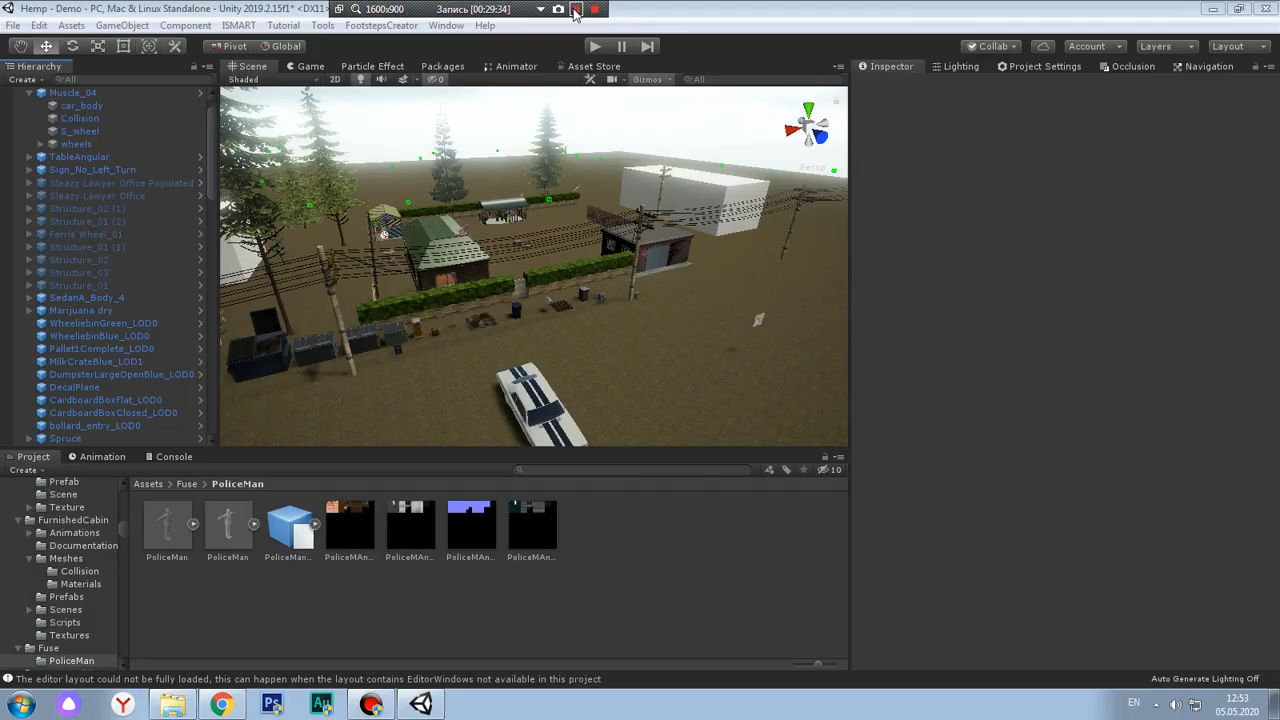 Hemp - Demo - PC, Mac & Linux Standalone - Unity 2019.2.15f1* <DX11>
1600x900
Запись [00:29:34]
File Edit Assets GameObject Component ISMART Tutorial Tools FootstepsCreator Window Help
Pivot Global Collab Account Layers Layout
Hierarchy Scene Game Particle Effect Packages Animator Asset Store Inspector Lighting Project Settings Occlusion Navigation
Create All Shaded 2D 0 Gizmos All
Muscle_04
car_body
Collision
S_wheel
wheels
TableAngular
Sign_No_Left_Turn
Sleazy Lawyer Office Populated
Sleazy Lawyer Office
Structure_02 (1)
Structure_01 (2)
Ferris Wheel_01
Structure_01 (1)
Structure_02
Structure_03
Structure_01
SedanA_Body_4
Marijuana dry
WheeliebinGreen_LOD0
WheeliebinBlue_LOD0
Pallet1Complete_LOD0
MilkCrateBlue_LOD1
DumpsterLargeOpenBlue_LOD0
DecalPlane
CardboardBoxFlat_LOD0
CardboardBoxClosed_LOD0
bollard_entry_LOD0
Spruce
Persp
Project Animation Console
Create 10
Prefab
Scene
Texture
FurnishedCabin
Animations
Documentation
Meshes
Collision
Materials
Prefabs
Scenes
Scripts
Textures
Fuse
PoliceMan
Assets Fuse PoliceMan
PoliceMan PoliceMan PoliceMan... PoliceMAn... PoliceMAn... PoliceMAn... PoliceMAn...
The editor layout could not be fully loaded, this can happen when the layout contains EditorWindows not available in this project
Auto Generate Lighting Off
Ps Au
EN
12:53
05.05.2020